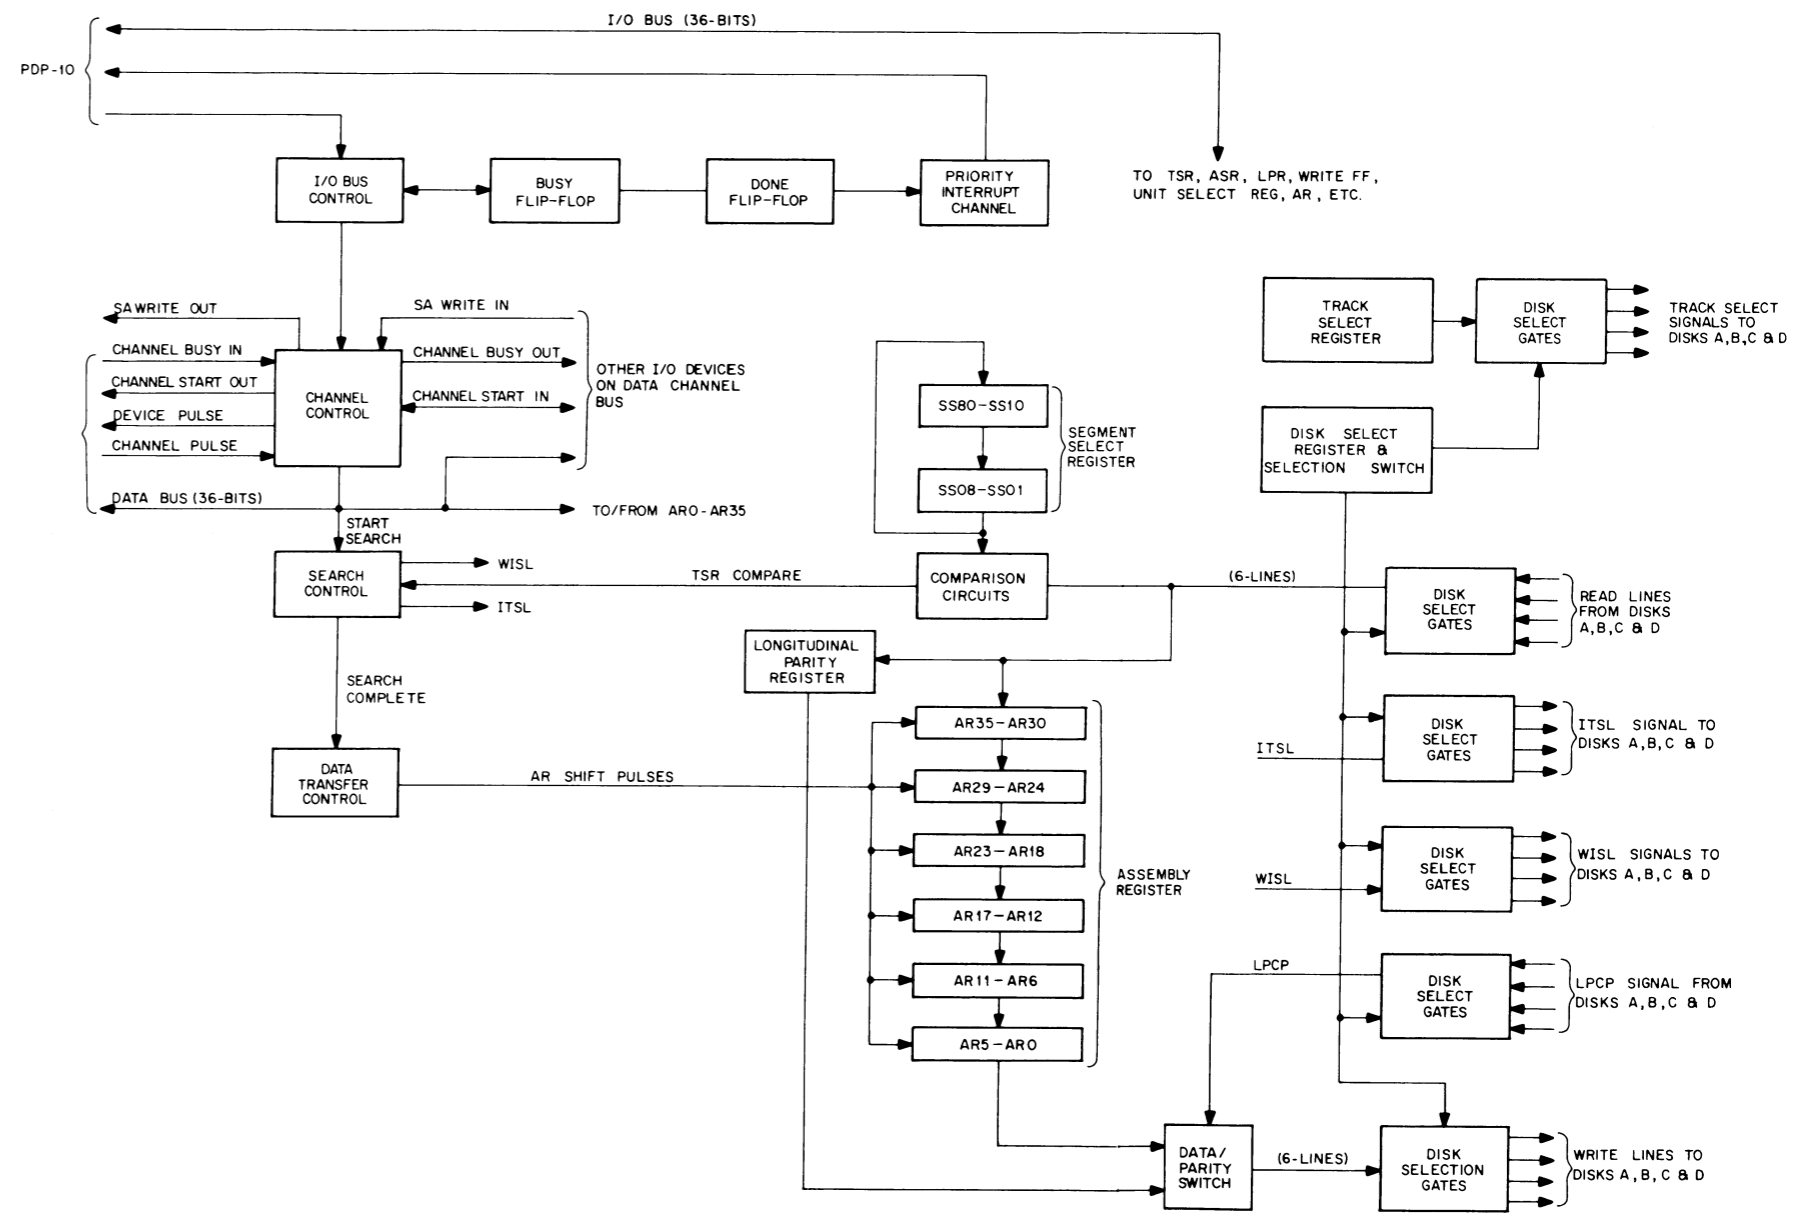 I/O BUS (36-BITS)
PDP-10
I/O BUS
CONTROL
BUSY
FLIP-FLOP
DONE
FLIP-FLOP
PRIORITY
INTERRUPT
CHANNEL
TO TSR, ASR, LPR, WRITE FF,
UNIT SELECT REG, AR, ETC.
SA WRITE OUT
SA WRITE IN
CHANNEL BUSY IN
CHANNEL BUSY OUT
CHANNEL START OUT
CHANNEL START IN
DEVICE PULSE
CHANNEL PULSE
CHANNEL
CONTROL
OTHER I/O DEVICES
ON DATA CHANNEL
BUS
DATA BUS (36-BITS)
TO/FROM AR0-AR35
START
SEARCH
SEARCH
CONTROL
WISL
ITSL
TSR COMPARE
SEARCH
COMPLETE
DATA
TRANSFER
CONTROL
AR SHIFT PULSES
SS80-SS10
SS08-SS01
SEGMENT
SELECT
REGISTER
COMPARISON
CIRCUITS
(6-LINES)
LONGITUDINAL
PARITY
REGISTER
AR35-AR30
AR29-AR24
AR23-AR18
AR17-AR12
AR11-AR6
AR5-AR0
ASSEMBLY
REGISTER
TRACK
SELECT
REGISTER
DISK
SELECT
GATES
TRACK SELECT
SIGNALS TO
DISKS A,B,C & D
DISK SELECT
REGISTER &
SELECTION SWITCH
DISK
SELECT
GATES
READ LINES
FROM DISKS
A,B,C & D
ITSL
DISK
SELECT
GATES
ITSL SIGNAL TO
DISKS A,B,C & D
WISL
DISK
SELECT
GATES
WISL SIGNALS TO
DISKS A,B,C & D
LPCP
DISK
SELECT
GATES
LPCP SIGNAL FROM
DISKS A,B,C & D
DATA/
PARITY
SWITCH
(6-LINES)
DISK
SELECTION
GATES
WRITE LINES TO
DISKS A,B,C & D